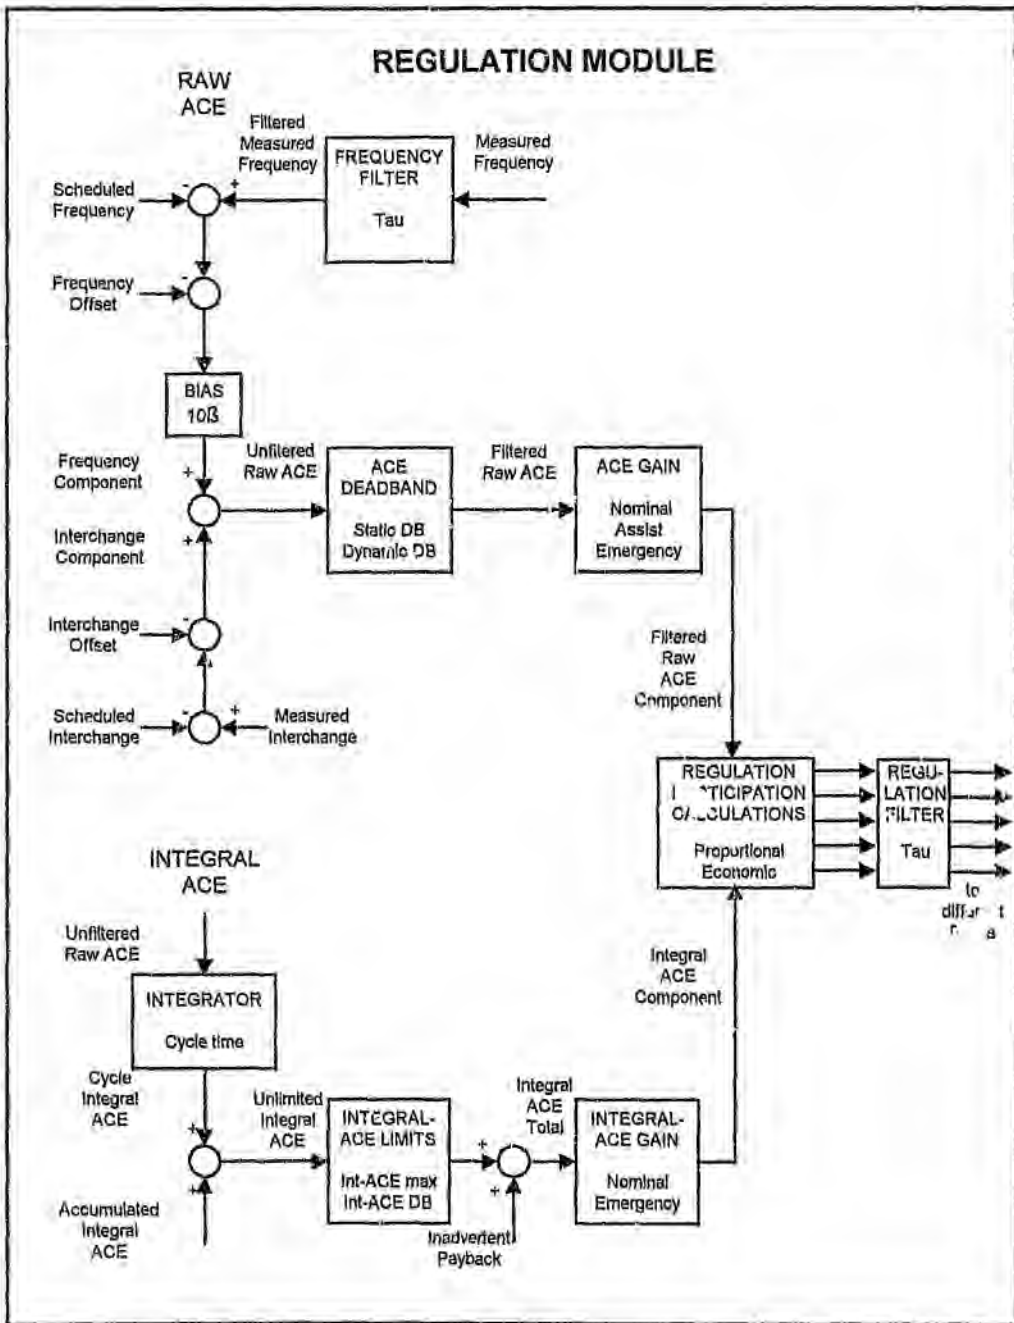 REGULATION MODULE
RAW
ACE
Filtered
Measured
Frequency
FREQUENCY
FILTER
Tau
Measured
Frequency
Scheduled
Frequency
-
+
Frequency
Offset
-
BIAS
10ß
Frequency
Component
+
Unfiltered
Raw ACE
ACE
DEADBAND
Static DB
Dynamic DB
Filtered
Raw ACE
ACE GAIN
Nominal
Assist
Emergency
Interchange
Component
+
Interchange
Offset
-
Filtered
Raw
ACE
Component
Scheduled
Interchange
-
+
Measured
Interchange
REGULATION
CALCULATIONS
Proportional
Economic
REGU-
LATION
FILTER
Tau
to
INTEGRAL
ACE
Unfiltered
Raw ACE
INTEGRATOR
Cycle time
Integral
ACE
Component
Cycle
Integral
ACE
+
Unlimited
Integral
ACE
INTEGRAL-
ACE LIMITS
Int-ACE max
Int-ACE DB
+
Integral
ACE
Total
INTEGRAL-
ACE GAIN
Nominal
Emergency
+
Accumulated
Integral
ACE
+
Inadvertent
Payback